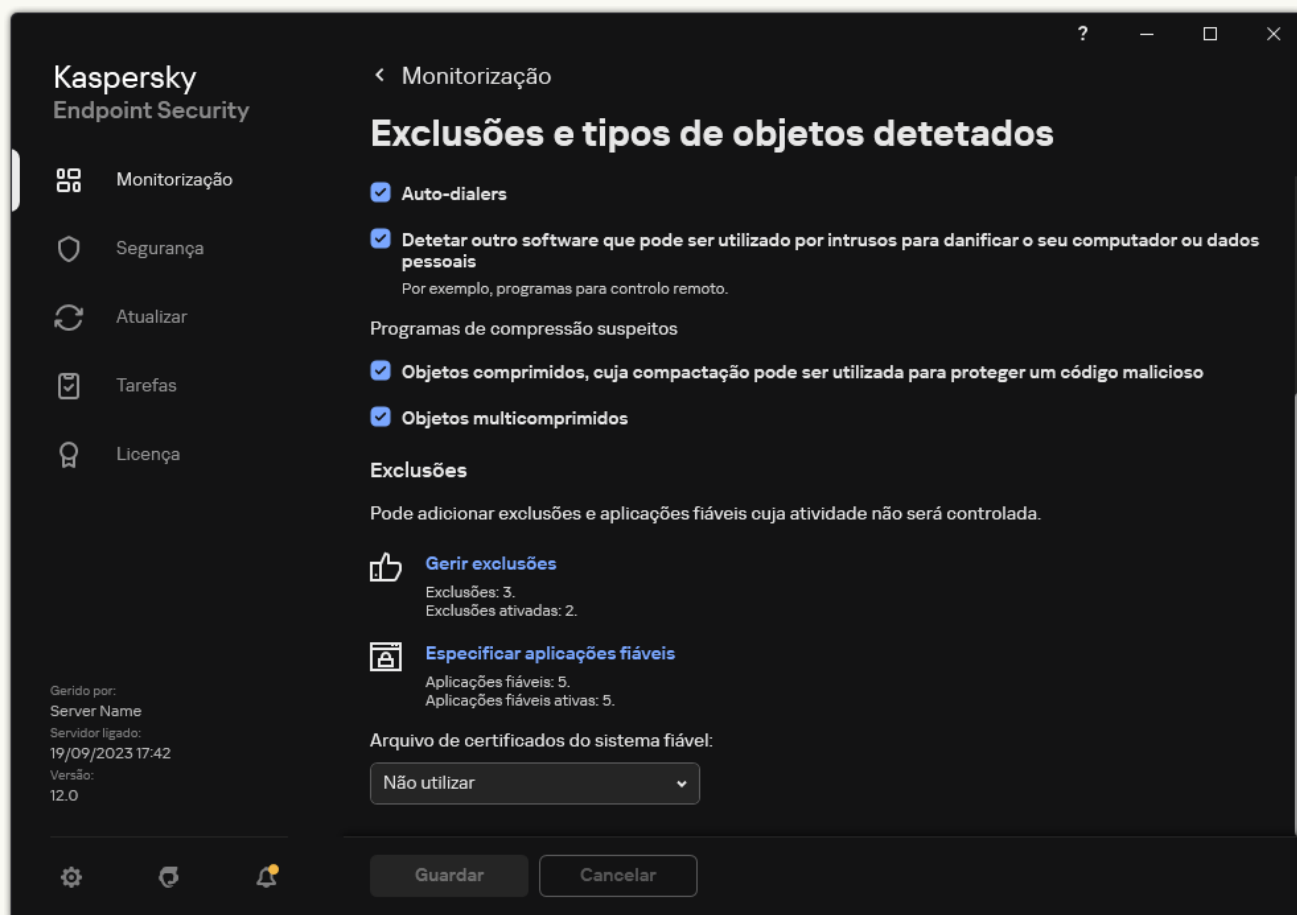 ?
Kaspersky
Endpoint Security
Monitorização
Segurança
Atualizar
Tarefas
Licença
Gerido por:
Server Name
Servidor ligado:
19/09/2023 17:42
Versão:
12.0
Monitorização
Exclusões e tipos de objetos detetados
Auto-dialers
Detetar outro software que pode ser utilizado por intrusos para danificar o seu computador ou dados
pessoais
Por exemplo, programas para controlo remoto.
Programas de compressão suspeitos
Objetos comprimidos, cuja compactação pode ser utilizada para proteger um código malicioso
Objetos multicomprimidos
Exclusões
Pode adicionar exclusões e aplicações fiáveis cuja atividade não será controlada.
Gerir exclusões
Exclusões: 3.
Exclusões ativadas: 2.
Especificar aplicações fiáveis
Aplicações fiáveis: 5.
Aplicações fiáveis ativas: 5.
Arquivo de certificados do sistema fiável:
Não utilizar
Guardar
Cancelar